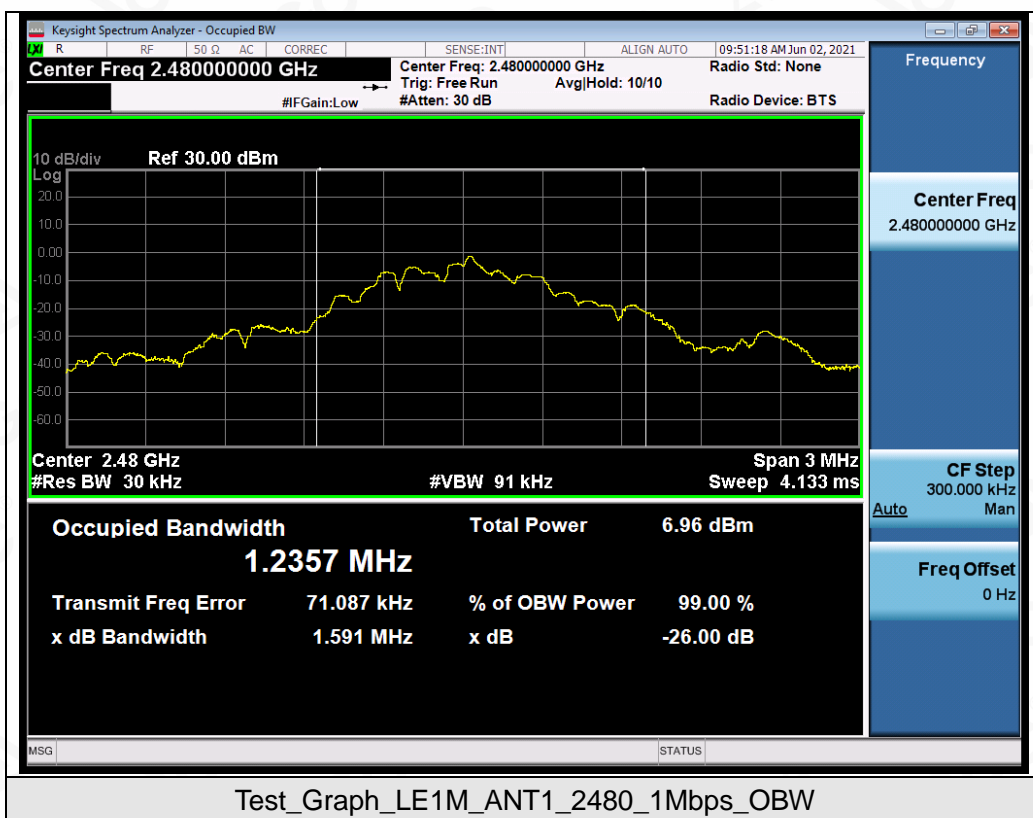 Keysight Spectrum Analyzer - Occupied BW
LXI R RF 50 Ω AC CORREC SENSE:INT ALIGN AUTO 09:51:18 AM Jun 02, 2021
Center Freq 2.480000000 GHz Center Freq: 2.480000000 GHz Radio Std: None
Trig: Free Run Avg|Hold: 10/10
#IFGain:Low #Atten: 30 dB Radio Device: BTS
10 dB/div Ref 30.00 dBm
Log
20.0
10.0
0.00
-10.0
-20.0
-30.0
-40.0
-50.0
-60.0
Center 2.48 GHz Span 3 MHz
#Res BW 30 kHz #VBW 91 kHz Sweep 4.133 ms
Occupied Bandwidth Total Power 6.96 dBm
1.2357 MHz
Transmit Freq Error 71.087 kHz % of OBW Power 99.00 %
x dB Bandwidth 1.591 MHz x dB -26.00 dB
Frequency
Center Freq
2.480000000 GHz
CF Step
300.000 kHz
Auto Man
Freq Offset
0 Hz
MSG STATUS
Test_Graph_LE1M_ANT1_2480_1Mbps_OBW